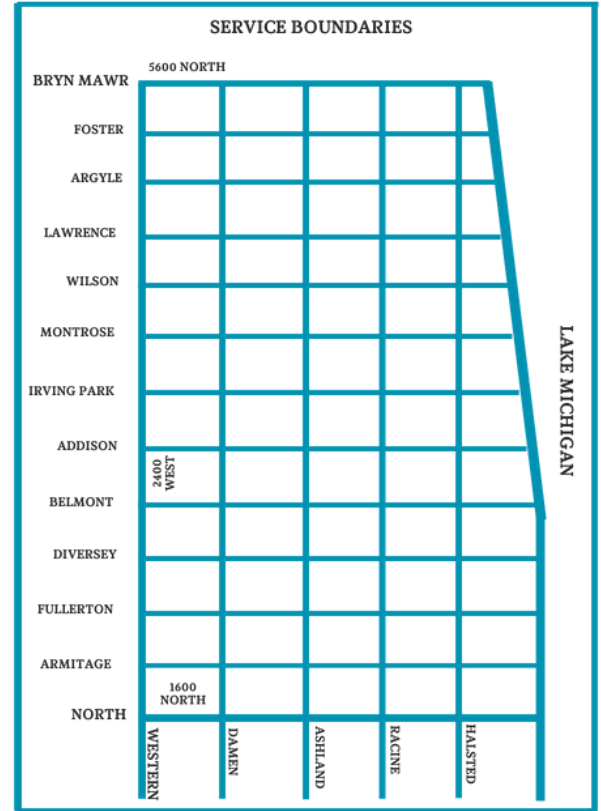 SERVICE BOUNDARIES
5600 NORTH
BRYN MAWR
FOSTER
ARGYLE
LAWRENCE
WILSON
MONTROSE
IRVING PARK
ADDISON
2400
WEST
BELMONT
DIVERSEY
FULLERTON
ARMITAGE
1600
NORTH
NORTH
WESTERN
DAMEN
ASHLAND
RACINE
HALSTED
LAKE MICHIGAN